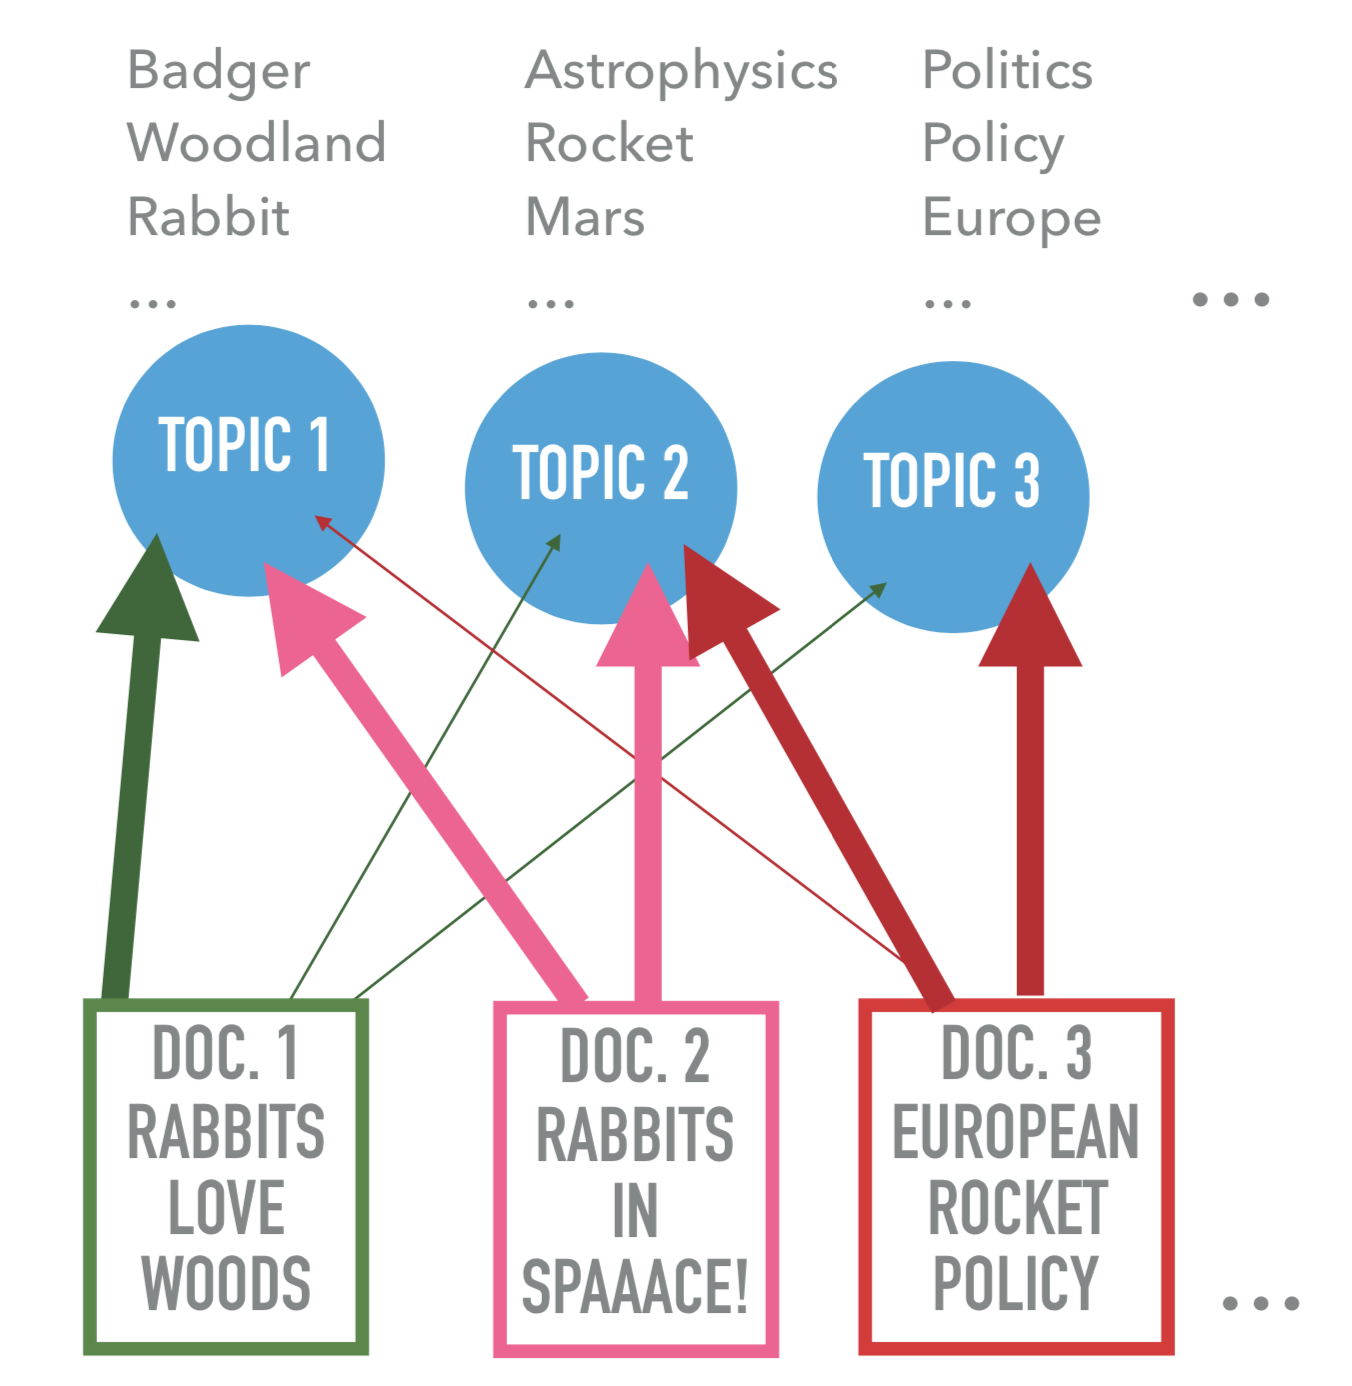 Badger
Woodland
Rabbit
...
Astrophysics
Rocket
Mars
...
Politics
Policy
Europe
...
...
TOPIC 1
TOPIC 2
TOPIC 3
DOC. 1
RABBITS
LOVE
WOODS
DOC. 2
RABBITS
IN
SPAAACE!
DOC. 3
EUROPEAN
ROCKET
POLICY
...